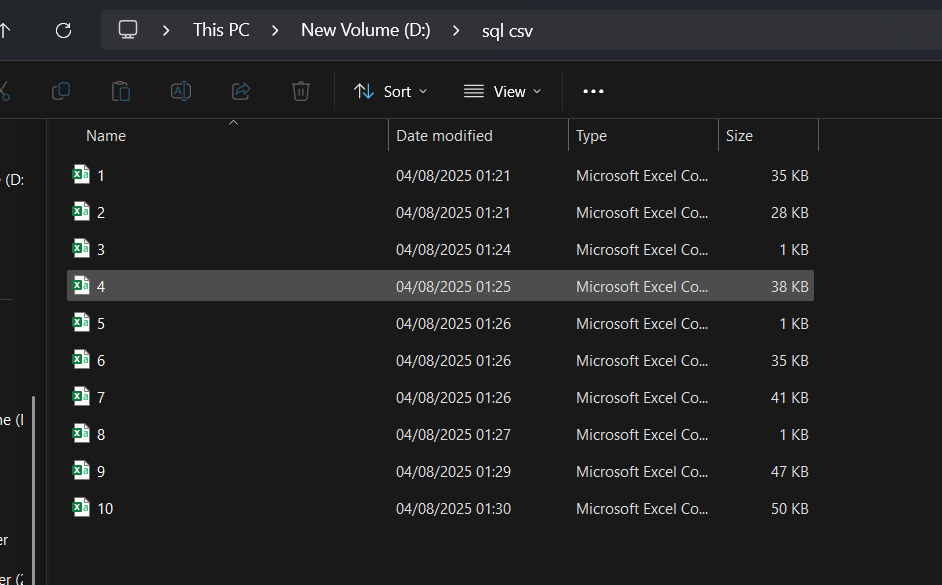 This PC > New Volume (D:) > sql csv
Sort View
Name Date modified Type Size
(D:
1 04/08/2025 01:21 Microsoft Excel Co... 35 KB
2 04/08/2025 01:21 Microsoft Excel Co... 28 KB
3 04/08/2025 01:24 Microsoft Excel Co... 1 KB
4 04/08/2025 01:25 Microsoft Excel Co... 38 KB
5 04/08/2025 01:26 Microsoft Excel Co... 1 KB
6 04/08/2025 01:26 Microsoft Excel Co... 35 KB
7 04/08/2025 01:26 Microsoft Excel Co... 41 KB
8 04/08/2025 01:27 Microsoft Excel Co... 1 KB
9 04/08/2025 01:29 Microsoft Excel Co... 47 KB
10 04/08/2025 01:30 Microsoft Excel Co... 50 KB